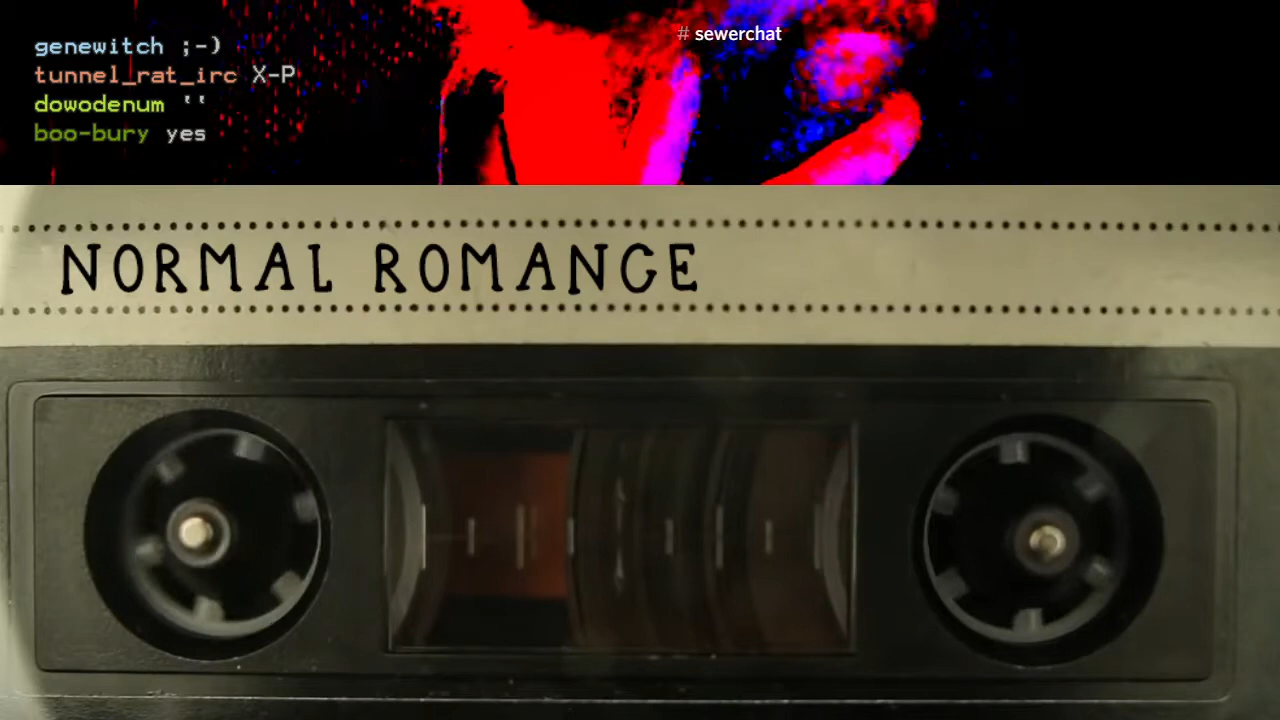 # sewerchat
genewitch ;-)
tunnel_rat_irc X-P
dowodenum ''
boo-bury yes
NORMAL ROMANCE